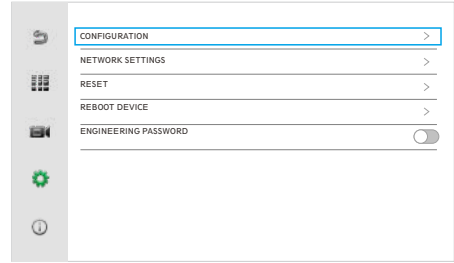 CONFIGURATION
NETWORK SETTINGS
RESET
REBOOT DEVICE
ENGINEERING PASSWORD